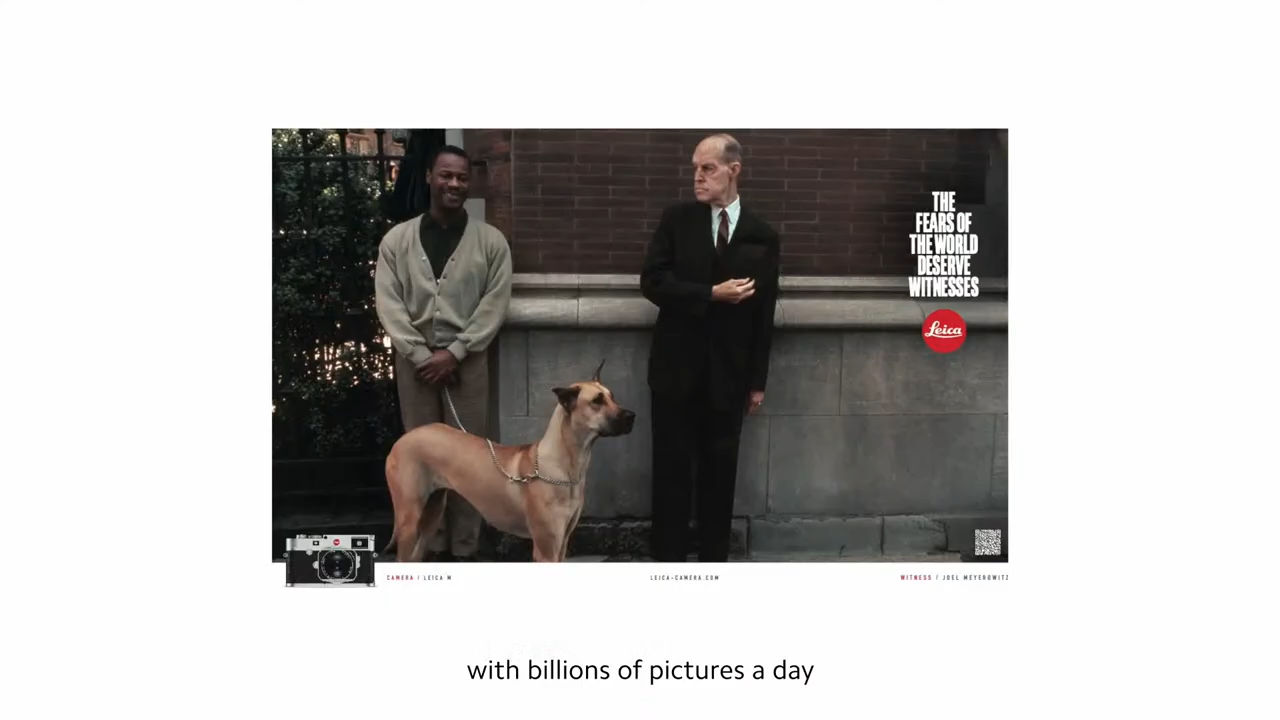 THE
FEARS OF
THE WORLD
DESERVE
WITNESSES
Leica
CAMERA / LEICA M
LEICA-CAMERA.COM
WITNESS / JOEL MEYEROWITZ
with billions of pictures a day